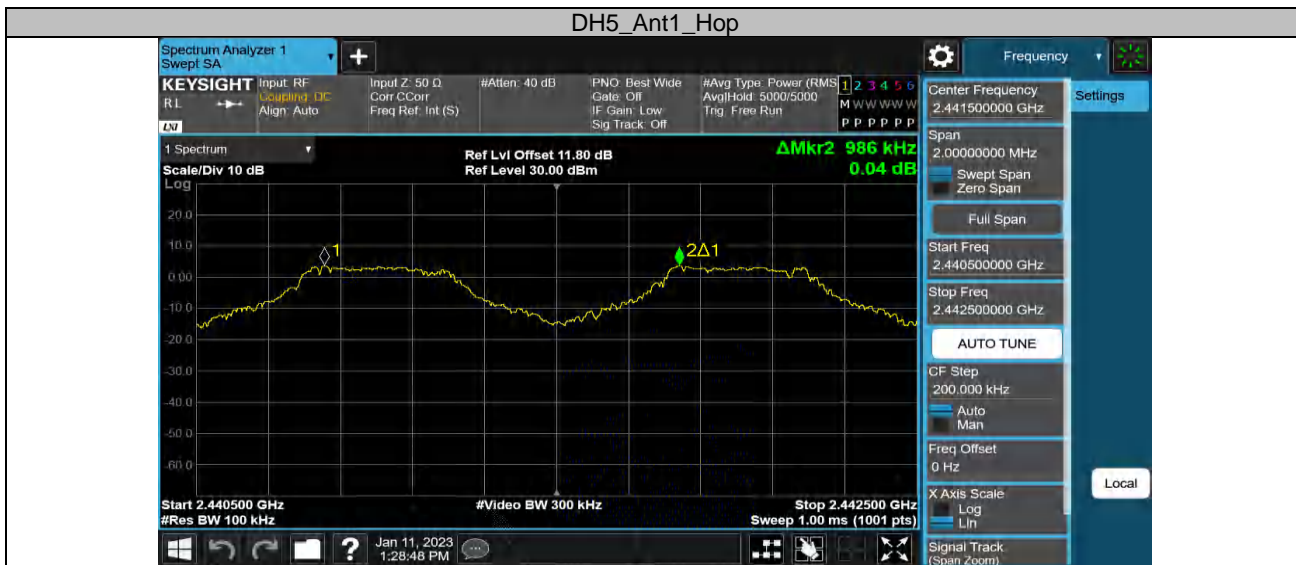 DH5_Ant1_Hop
Spectrum Analyzer 1
Swept SA
+
Frequency
KEYSIGHT
RL
LXI
Input: RF
Coupling: DC
Align: Auto
Input Z: 50 Ω
Corr CCorr
Freq Ref: Int (S)
#Atten: 40 dB
PNO: Best Wide
Gate: Off
IF Gain: Low
Sig Track: Off
#Avg Type: Power (RMS
Avg|Hold: 5000/5000
Trig: Free Run
1 2 3 4 5 6
M W W W W W
P P P P P P
1 Spectrum
Scale/Div 10 dB
Log
Ref Lvl Offset 11.80 dB
Ref Level 30.00 dBm
ΔMkr2 986 kHz
0.04 dB
20.0
10.0
0.00
-10.0
-20.0
-30.0
-40.0
-50.0
-60.0
1
2Δ1
Start 2.440500 GHz
#Res BW 100 kHz
#Video BW 300 kHz
Stop 2.442500 GHz
Sweep 1.00 ms (1001 pts)
?
Jan 11, 2023
1:28:48 PM
Center Frequency
2.441500000 GHz
Span
2.00000000 MHz
Swept Span
Zero Span
Full Span
Start Freq
2.440500000 GHz
Stop Freq
2.442500000 GHz
AUTO TUNE
CF Step
200.000 kHz
Auto
Man
Freq Offset
0 Hz
X Axis Scale
Log
Lin
Signal Track
(Span Zoom)
Settings
Local